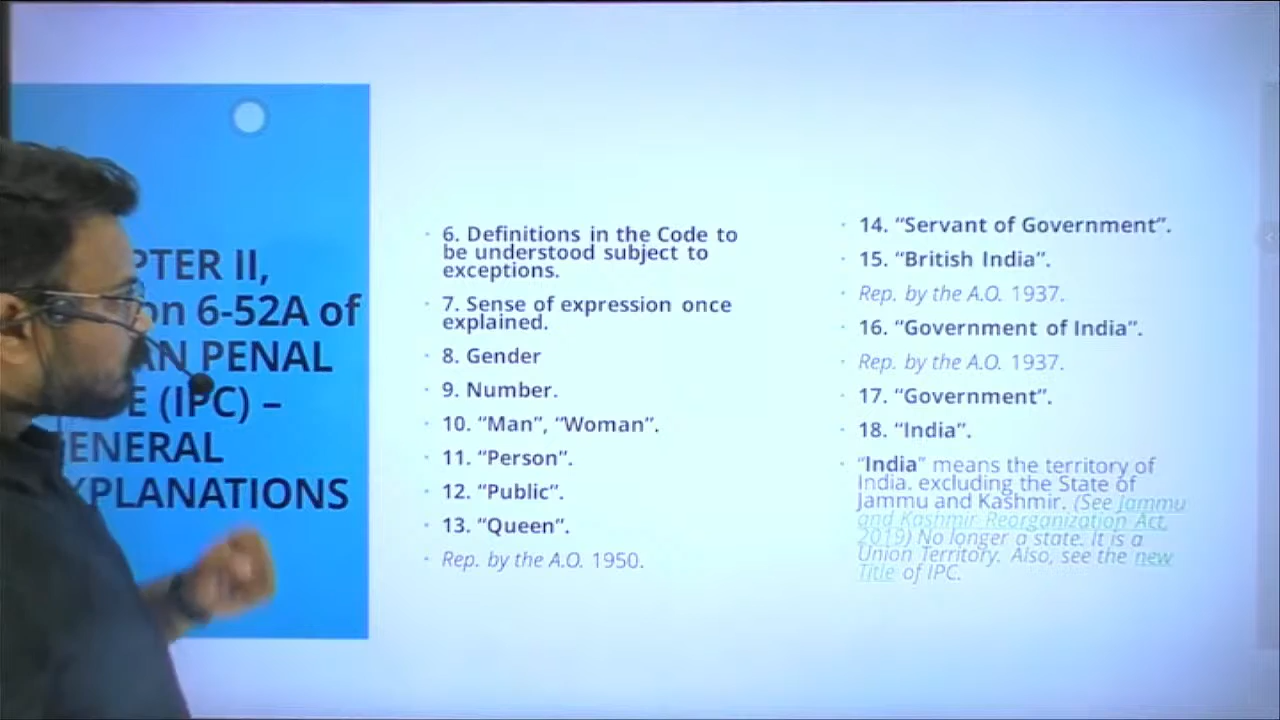 PTER II,
on 6-52A of
AN PENAL
E (IPC) –
ENERAL
XPLANATIONS
6. Definitions in the Code to
be understood subject to
exceptions.
7. Sense of expression once
explained.
8. Gender
9. Number.
10. “Man”, “Woman”.
11. “Person”.
12. “Public”.
13. “Queen”.
Rep. by the A.O. 1950.
14. “Servant of Government”.
15. “British India”.
Rep. by the A.O. 1937.
16. “Government of India”.
Rep. by the A.O. 1937.
17. “Government”.
18. “India”.
“India” means the territory of
India. excluding the State of
Jammu and Kashmir. (See Jammu
and Kashmir Reorganization Act,
2019) No longer a state. It is a
Union Territory. Also, see the new
Title of IPC.